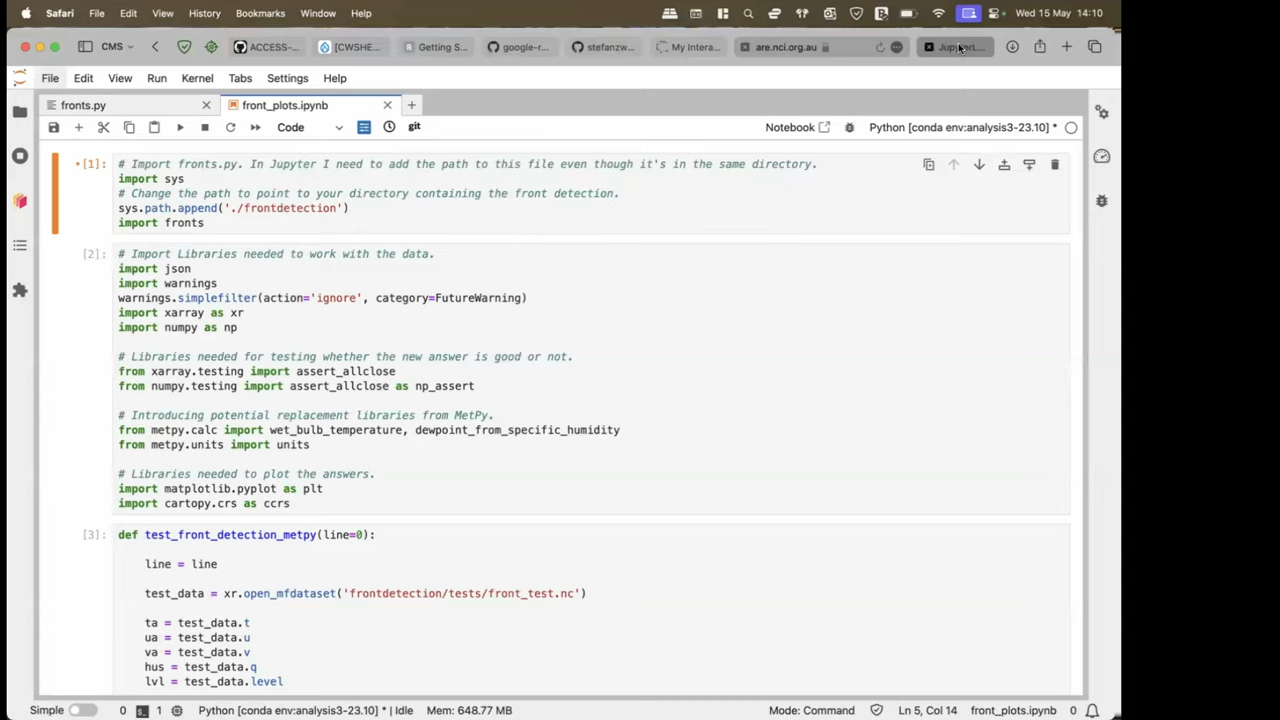 Safari File Edit View History Bookmarks Window Help Wed 15 May 14:10
CMS ACCESS-... [CWSHE... Getting S... google-r... stefanzw... My Intera... are.nci.org.au JupyterL...
File Edit View Run Kernel Tabs Settings Help
fronts.py front_plots.ipynb
Code git Notebook Python [conda env:analysis3-23.10] *
[1]: # Import fronts.py. In Jupyter I need to add the path to this file even though it's in the same directory.
import sys
# Change the path to point to your directory containing the front detection.
sys.path.append('./frontdetection')
import fronts
[2]: # Import Libraries needed to work with the data.
import json
import warnings
warnings.simplefilter(action='ignore', category=FutureWarning)
import xarray as xr
import numpy as np
# Libraries needed for testing whether the new answer is good or not.
from xarray.testing import assert_allclose
from numpy.testing import assert_allclose as np_assert
# Introducing potential replacement libraries from MetPy.
from metpy.calc import wet_bulb_temperature, dewpoint_from_specific_humidity
from metpy.units import units
# Libraries needed to plot the answers.
import matplotlib.pyplot as plt
import cartopy.crs as ccrs
[3]: def test_front_detection_metpy(line=0):
line = line
test_data = xr.open_mfdataset('frontdetection/tests/front_test.nc')
ta = test_data.t
ua = test_data.u
va = test_data.v
hus = test_data.q
lvl = test_data.level
Simple 0 1 Python [conda env:analysis3-23.10] * | Idle Mem: 648.77 MB Mode: Command Ln 5, Col 14 front_plots.ipynb 0